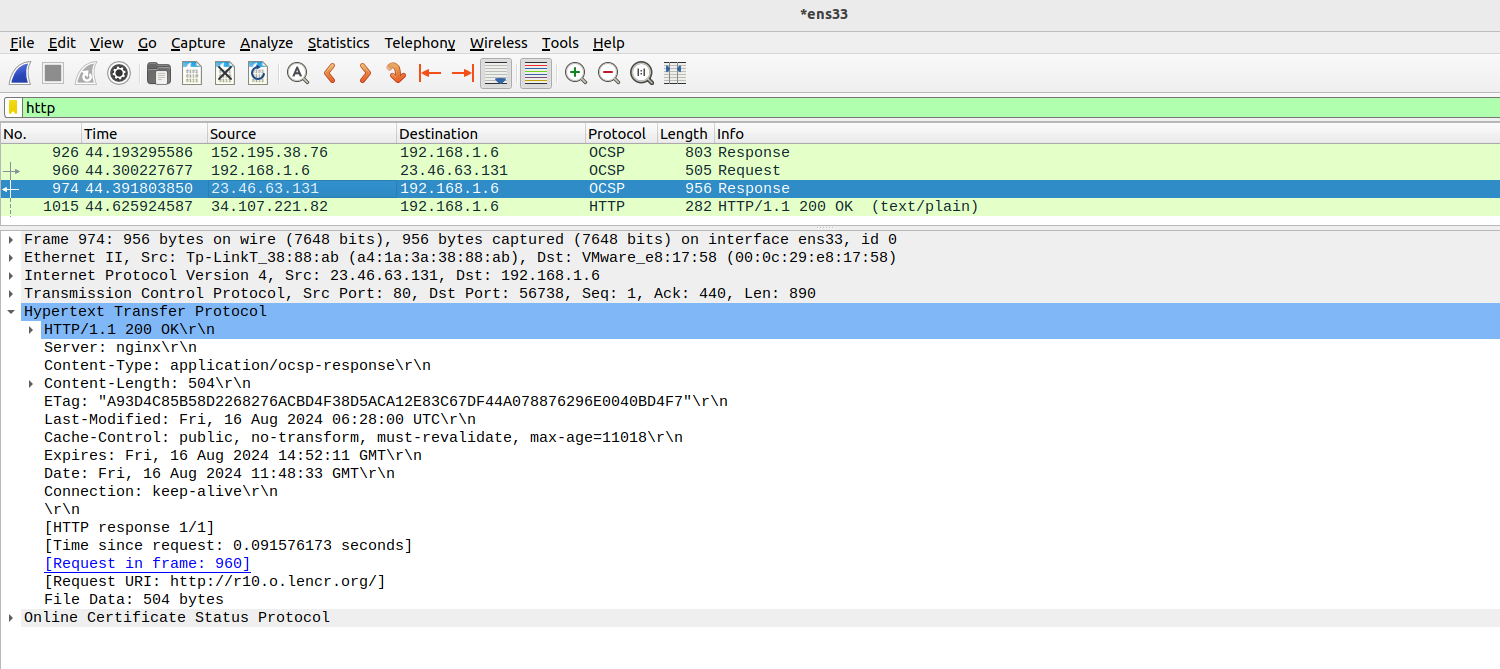 *ens33
File Edit View Go Capture Analyze Statistics Telephony Wireless Tools Help
http
No. Time Source Destination Protocol Length Info
926 44.193295586 152.195.38.76 192.168.1.6 OCSP 803 Response
960 44.300227677 192.168.1.6 23.46.63.131 OCSP 505 Request
974 44.391803850 23.46.63.131 192.168.1.6 OCSP 956 Response
1015 44.625924587 34.107.221.82 192.168.1.6 HTTP 282 HTTP/1.1 200 OK (text/plain)
Frame 974: 956 bytes on wire (7648 bits), 956 bytes captured (7648 bits) on interface ens33, id 0
Ethernet II, Src: Tp-LinkT_38:88:ab (a4:1a:3a:38:88:ab), Dst: VMware_e8:17:58 (00:0c:29:e8:17:58)
Internet Protocol Version 4, Src: 23.46.63.131, Dst: 192.168.1.6
Transmission Control Protocol, Src Port: 80, Dst Port: 56738, Seq: 1, Ack: 440, Len: 890
Hypertext Transfer Protocol
HTTP/1.1 200 OK\r\n
Server: nginx\r\n
Content-Type: application/ocsp-response\r\n
Content-Length: 504\r\n
ETag: "A93D4C85B58D2268276ACBD4F38D5ACA12E83C67DF44A078876296E0040BD4F7"\r\n
Last-Modified: Fri, 16 Aug 2024 06:28:00 UTC\r\n
Cache-Control: public, no-transform, must-revalidate, max-age=11018\r\n
Expires: Fri, 16 Aug 2024 14:52:11 GMT\r\n
Date: Fri, 16 Aug 2024 11:48:33 GMT\r\n
Connection: keep-alive\r\n
\r\n
[HTTP response 1/1]
[Time since request: 0.091576173 seconds]
[Request in frame: 960]
[Request URI: http://r10.o.lencr.org/]
File Data: 504 bytes
Online Certificate Status Protocol